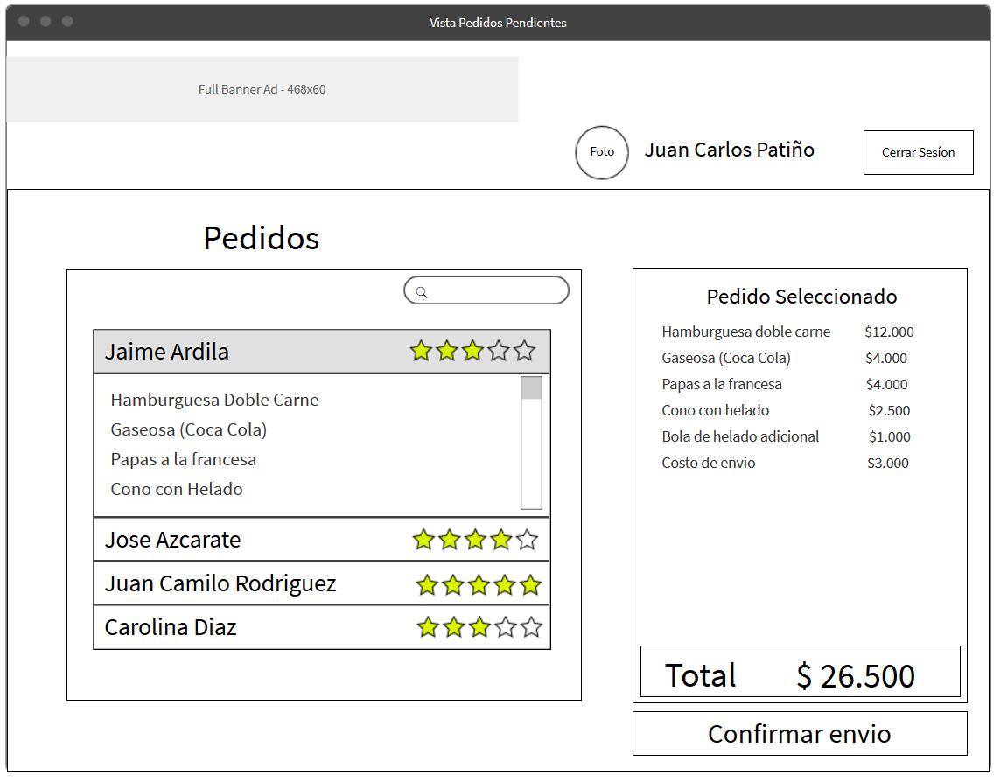 Vista Pedidos Pendientes
Full Banner Ad - 468x60
Foto
Juan Carlos Patiño
Cerrar Sesíon
Pedidos
Jaime Ardila
Hamburguesa Doble Carne
Gaseosa (Coca Cola)
Papas a la francesa
Cono con Helado
Jose Azcarate
Juan Camilo Rodriguez
Carolina Diaz
Pedido Seleccionado
Hamburguesa doble carne $12.000
Gaseosa (Coca Cola) $4.000
Papas a la francesa $4.000
Cono con helado $2.500
Bola de helado adicional $1.000
Costo de envio $3.000
Total $ 26.500
Confirmar envio